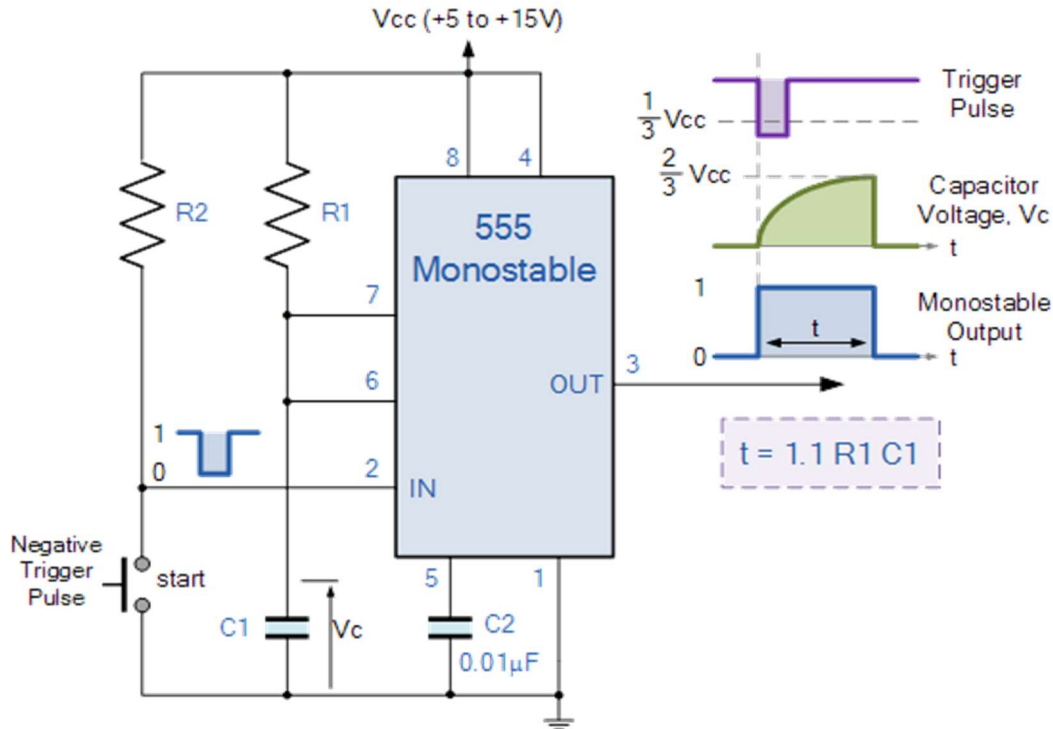 Vcc (+5 to +15V)
R2
R1
8
4
555
Monostable
7
6
2
IN
OUT
3
1
0
Negative
Trigger
Pulse
start
C1
Vc
5
1
C2
0.01µF
Trigger
Pulse
1/3 Vcc
2/3 Vcc
Capacitor
Voltage, Vc
t
1
0
t
Monostable
Output
t
t = 1.1 R1 C1